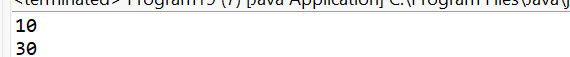 <terminated> Program19 (7) [Java Application] C:\Program Files\Java\j
10
30